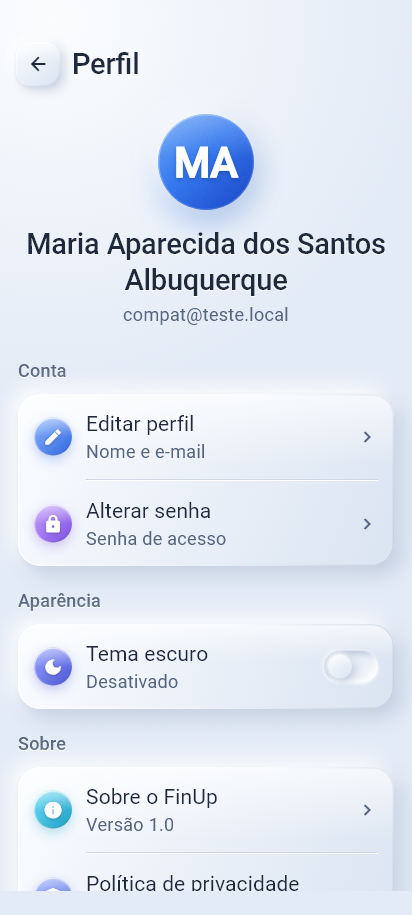 Perfil
MA
Maria Aparecida dos Santos
Albuquerque
compat@teste.local
Conta
Editar perfil
Nome e e-mail
Alterar senha
Senha de acesso
Aparência
Tema escuro
Desativado
Sobre
Sobre o FinUp
Versão 1.0
Política de privacidade